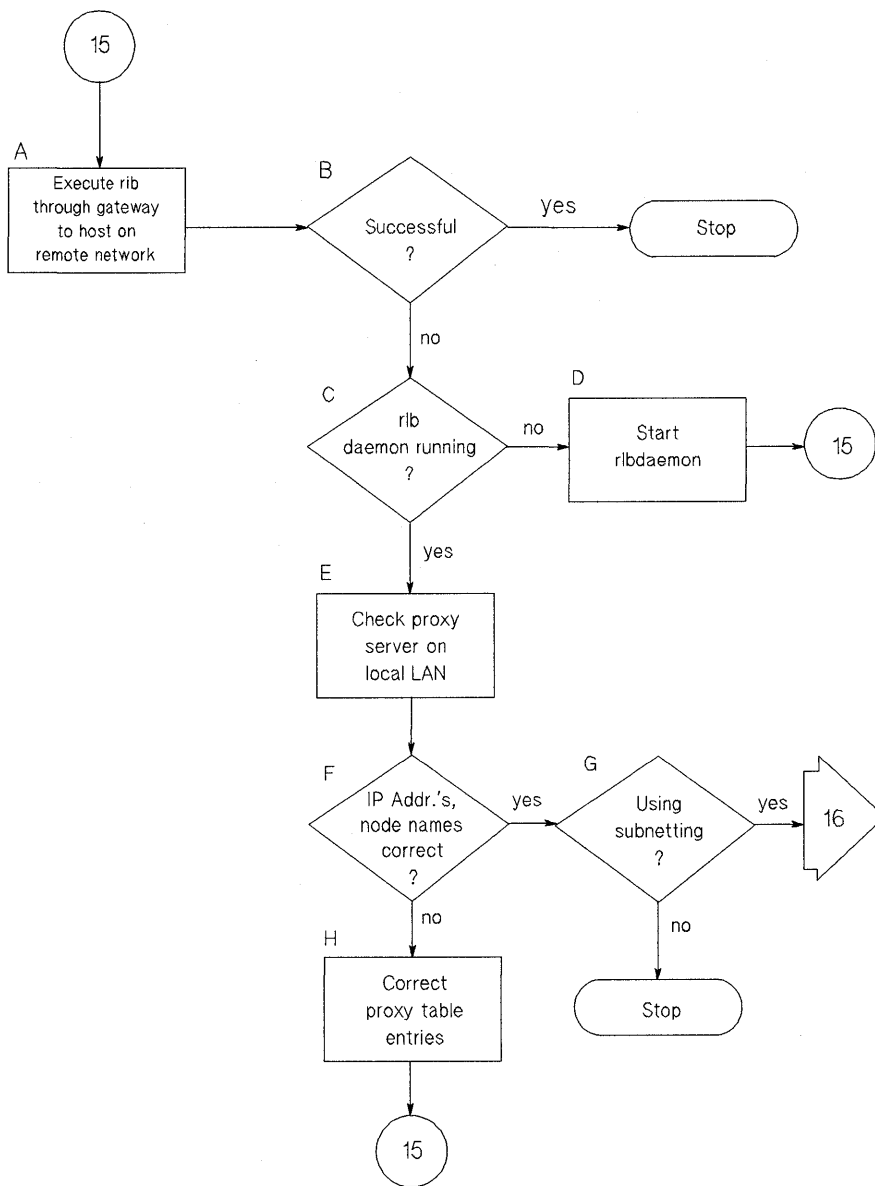 15
A
Execute rlb
through gateway
to host on
remote network
B
Successful
?
yes
Stop
no
C
rlb
daemon running
?
no
D
Start
rlbdaemon
15
yes
E
Check proxy
server on
local LAN
F
IP Addr.'s,
node names
correct
?
yes
G
Using
subnetting
?
yes
16
no
H
Correct
proxy table
entries
no
Stop
15